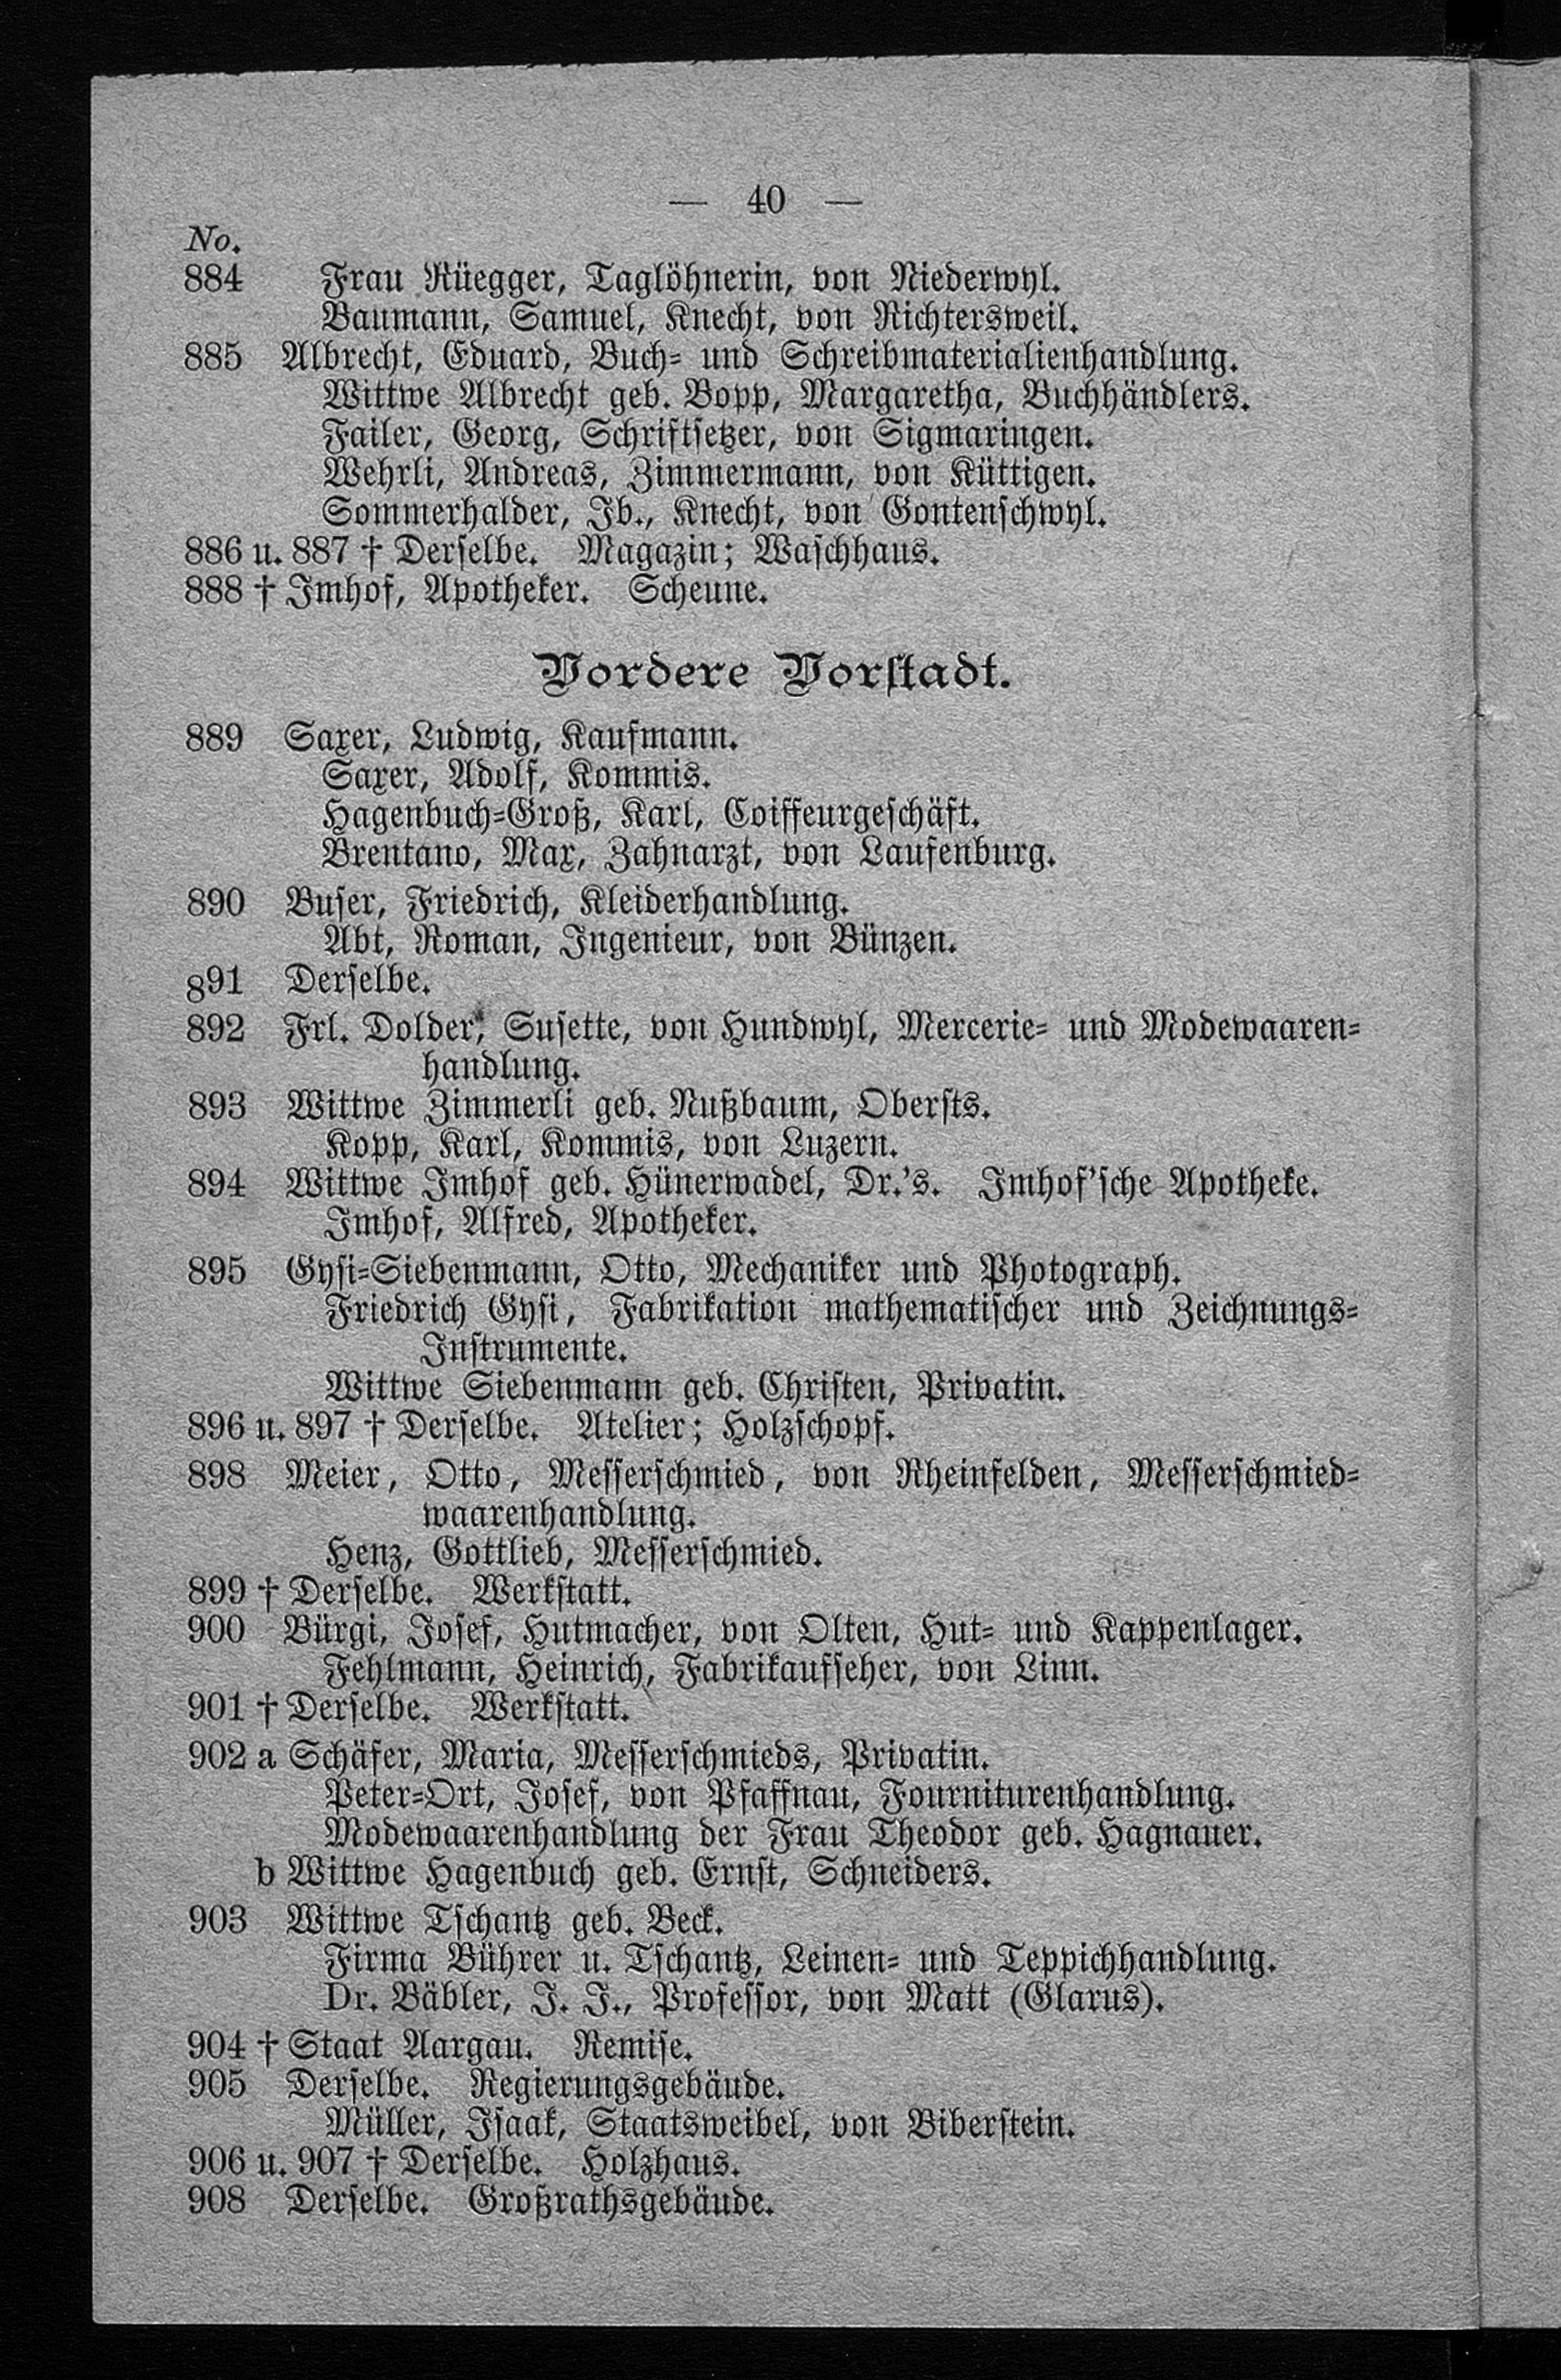 — 40 —
No.
884 Frau Rüegger, Taglöhnerin, von Niederwyl.
Baumann, Samuel, Knecht, von Richtersweil.
885 Albrecht, Eduard, Buch- und Schreibmaterialienhandlung.
Wittwe Albrecht geb. Bopp, Margaretha, Buchhändlers.
Failer, Georg, Schriftsetzer, von Sigmaringen.
Wehrli, Andreas, Zimmermann, von Küttigen.
Sommerhalder, Jb., Knecht, von Gontenschwyl.
886 u. 887 † Derselbe. Magazin; Waschhaus.
888 † Imhof, Apotheker. Scheune.
Vordere Vorstadt.
889 Saxer, Ludwig, Kaufmann.
Saxer, Adolf, Kommis.
Hagenbuch-Groß, Karl, Coiffeurgeschäft.
Brentano, Max, Zahnarzt, von Laufenburg.
890 Buser, Friedrich, Kleiderhandlung.
Abt, Roman, Ingenieur, von Bünzen.
891 Derselbe.
892 Frl. Dolder, Susette, von Hundwyl, Mercerie- und Modewaaren-
handlung.
893 Wittwe Zimmerli geb. Nußbaum, Obersts.
Kopp, Karl, Kommis, von Luzern.
894 Wittwe Imhof geb. Hünerwadel, Dr.'s. Imhof'sche Apotheke.
Imhof, Alfred, Apotheker.
895 Gysi-Siebenmann, Otto, Mechaniker und Photograph.
Friedrich Gysi, Fabrikation mathematischer und Zeichnungs-
Instrumente.
Wittwe Siebenmann geb. Christen, Privatin.
896 u. 897 † Derselbe. Atelier; Holzschopf.
898 Meier, Otto, Messerschmied, von Rheinfelden, Messerschmied-
waarenhandlung.
Henz, Gottlieb, Messerschmied.
899 † Derselbe. Werkstatt.
900 Bürgi, Josef, Hutmacher, von Olten, Hut- und Kappenlager.
Fehlmann, Heinrich, Fabrikaufseher, von Linn.
901 † Derselbe. Werkstatt.
902 a Schäfer, Maria, Messerschmieds, Privatin.
Peter-Ort, Josef, von Pfaffnau, Fourniturenhandlung.
Modewaarenhandlung der Frau Theodor geb. Hagnauer.
b Wittwe Hagenbuch geb. Ernst, Schneiders.
903 Wittwe Tschantz geb. Beck.
Firma Bührer u. Tschantz, Leinen- und Teppichhandlung.
Dr. Bäbler, J. J., Professor, von Matt (Glarus).
904 † Staat Aargau. Remise.
905 Derselbe. Regierungsgebäude.
Müller, Isaak, Staatsweibel, von Biberstein.
906 u. 907 † Derselbe. Holzhaus.
908 Derselbe. Großrathsgebäude.